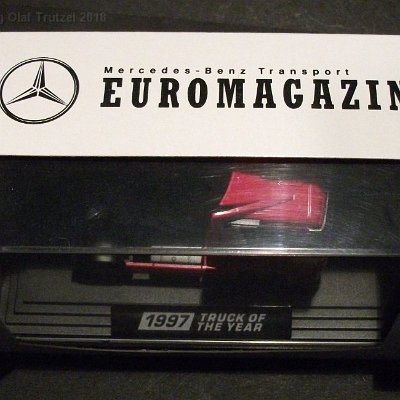 g Olaf Trutzel 2018
Mercedes-Benz Transport
EUROMAGAZIN
1997 TRUCK OF
THE YEAR